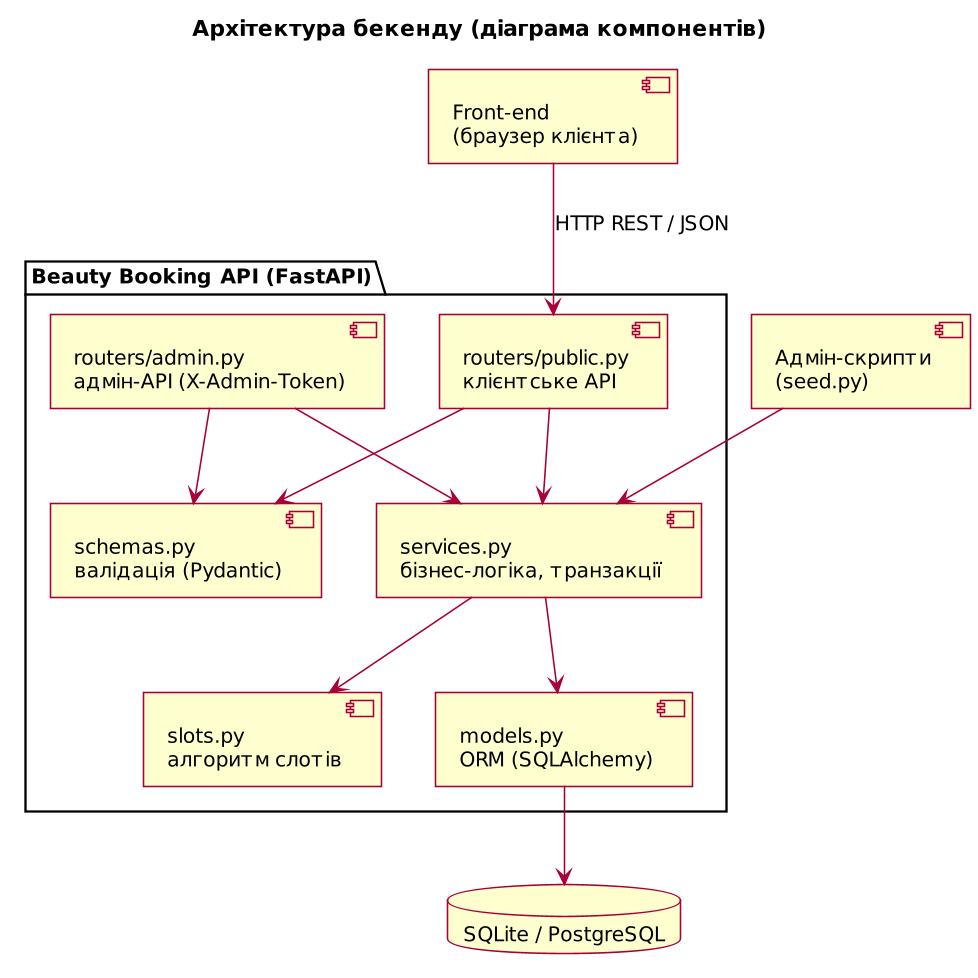 Архітектура бекенду (діаграма компонентів)
Front-end
(браузер клієнта)
HTTP REST / JSON
Beauty Booking API (FastAPI)
routers/admin.py
адмін-API (X-Admin-Token)
routers/public.py
клієнтське API
Адмін-скрипти
(seed.py)
schemas.py
валідація (Pydantic)
services.py
бізнес-логіка, транзакції
slots.py
алгоритм слотів
models.py
ORM (SQLAlchemy)
SQLite / PostgreSQL